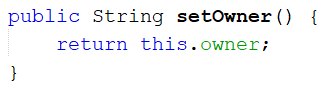 public String setOwner() {
    return this.owner;
}